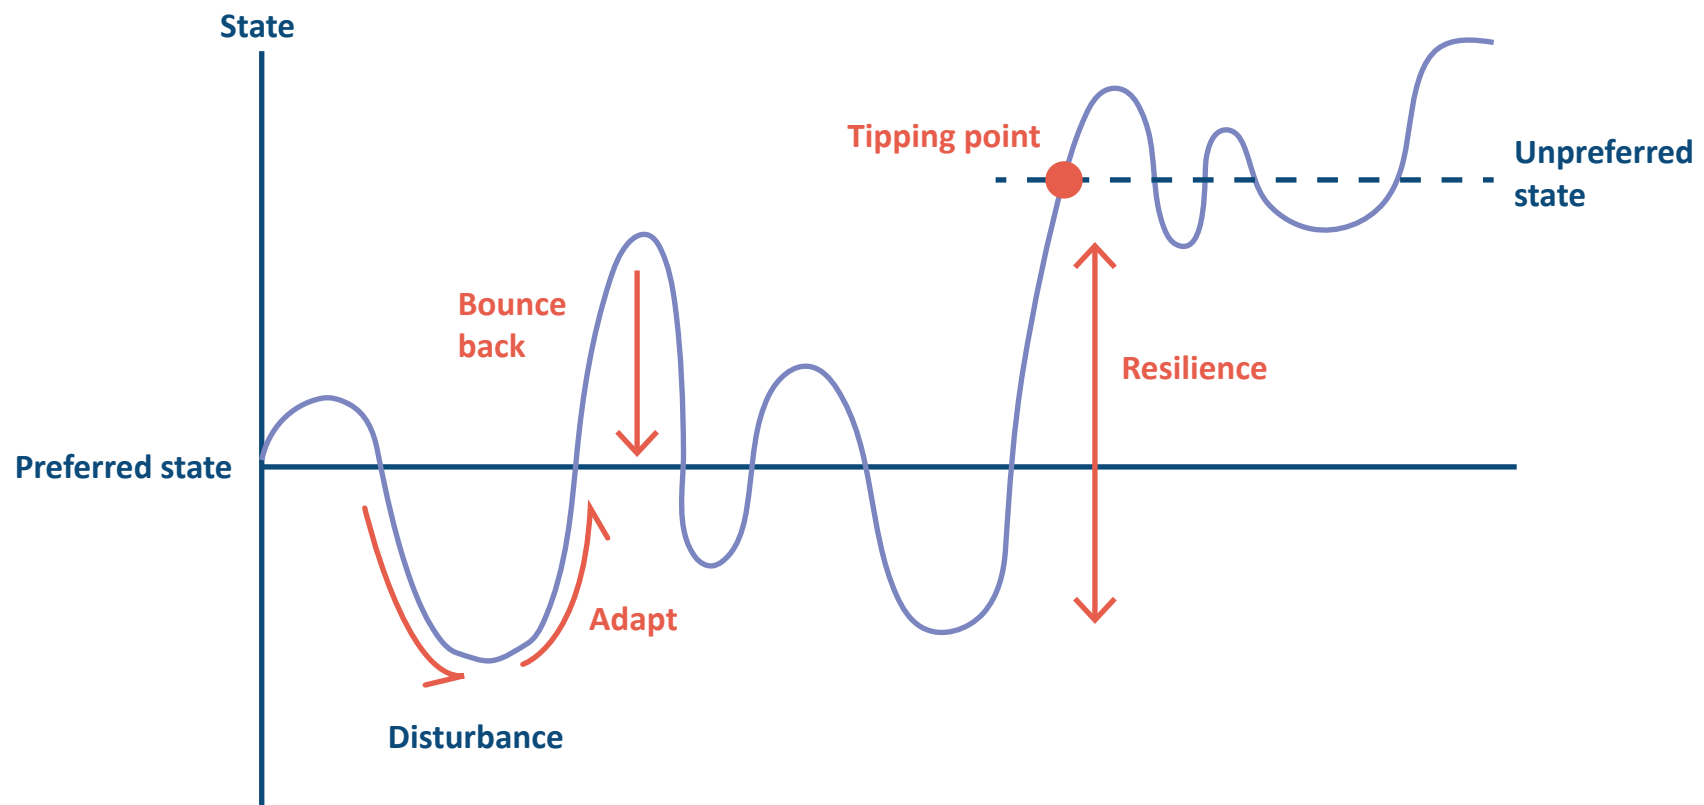 State
Tipping point
Unpreferred
state
Bounce
back
Resilience
Preferred state
Adapt
Disturbance